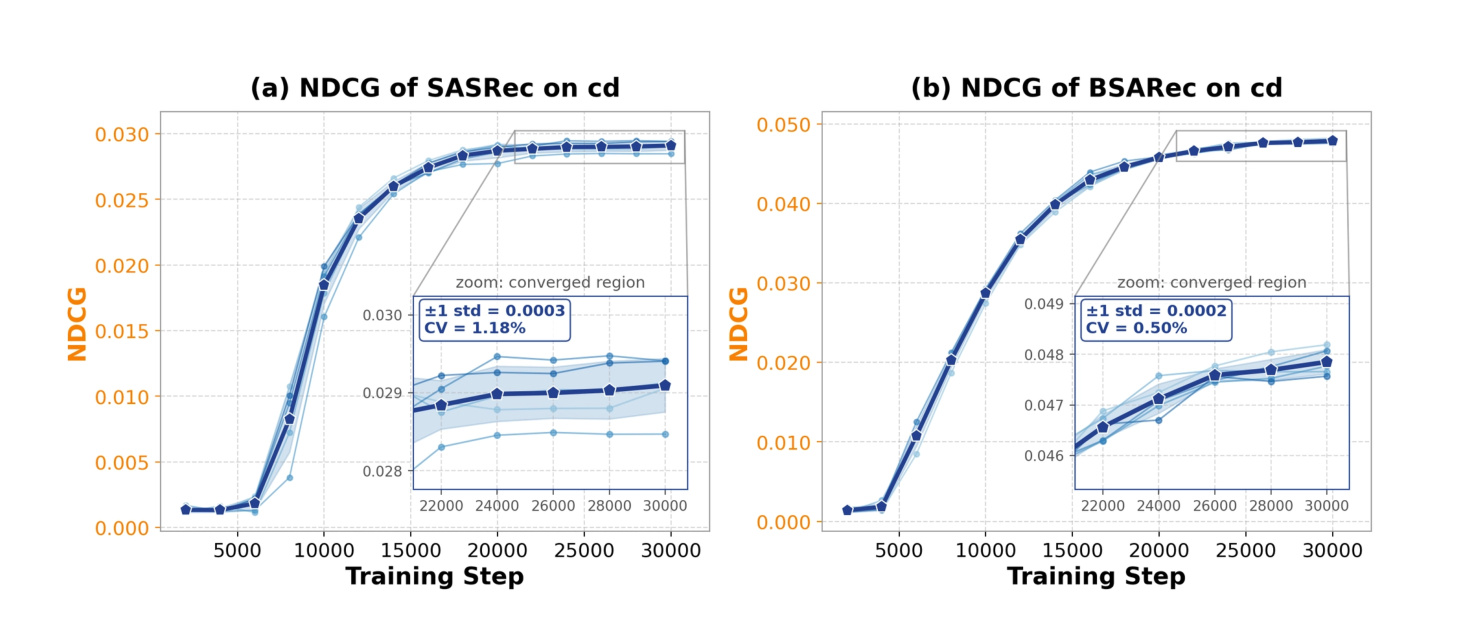 (a) NDCG of SASRec on cd
NDCG
0.030
0.025
0.020
0.015
0.010
0.005
0.000
zoom: converged region
±1 std = 0.0003
CV = 1.18%
0.030
0.029
0.028
22000 24000 26000 28000 30000
5000 10000 15000 20000 25000 30000
Training Step
(b) NDCG of BSARec on cd
NDCG
0.050
0.040
0.030
0.020
0.010
0.000
zoom: converged region
±1 std = 0.0002
CV = 0.50%
0.049
0.048
0.047
0.046
22000 24000 26000 28000 30000
5000 10000 15000 20000 25000 30000
Training Step